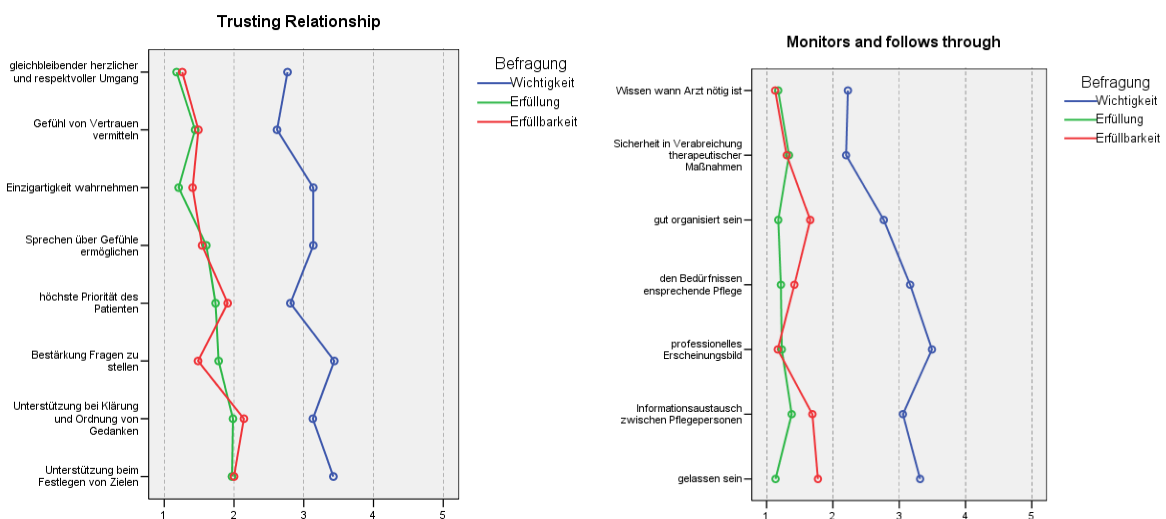 Trusting Relationship
gleichbleibender herzlicher
und respektvoller Umgang
Gefühl von Vertrauen
vermitteln
Einzigartigkeit wahrnehmen
Sprechen über Gefühle
ermöglichen
höchste Priorität des
Patienten
Bestärkung Fragen zu
stellen
Unterstützung bei Klärung
und Ordnung von
Gedanken
Unterstützung beim
Festlegen von Zielen
1 2 3 4 5
Befragung
Wichtigkeit
Erfüllung
Erfüllbarkeit
Monitors and follows through
Wissen wann Arzt nötig ist
Sicherheit in Verabreichung
therapeutischer
Maßnahmen
gut organisiert sein
den Bedürfnissen
ensprechende Pflege
professionelles
Erscheinungsbild
Informationsaustausch
zwischen Pflegepersonen
gelassen sein
1 2 3 4 5
Befragung
Wichtigkeit
Erfüllung
Erfüllbarkeit